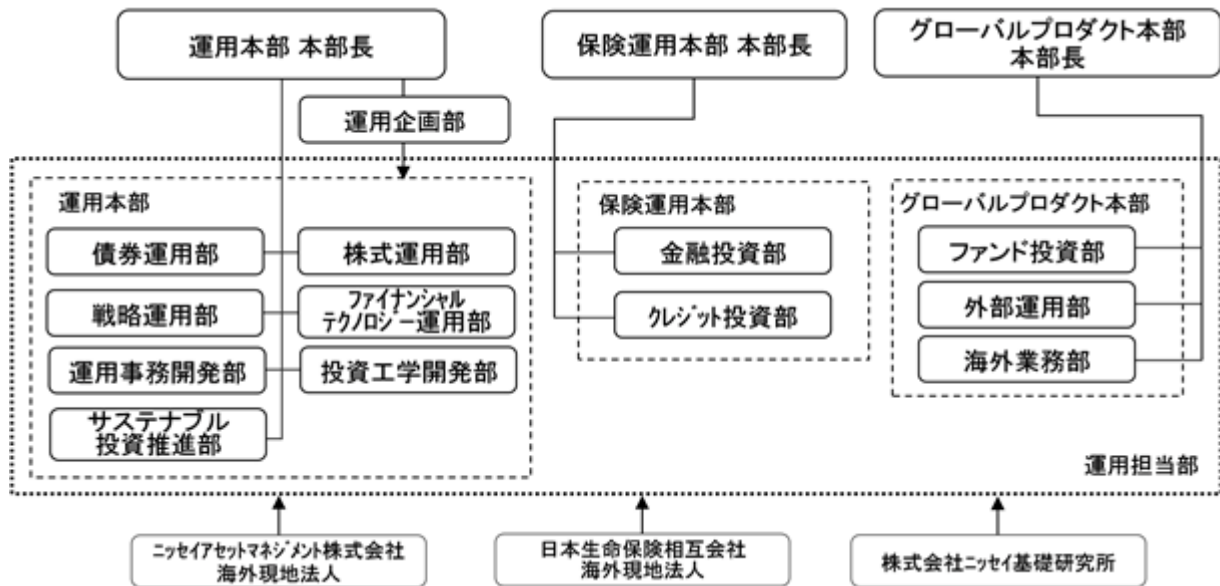 運用本部 本部長
保険運用本部 本部長
グローバルプロダクト本部
本部長
運用企画部
運用本部
債券運用部
株式運用部
戦略運用部
ファイナンシャル
テクノロジー運用部
運用事務開発部
投資工学開発部
サステナブル
投資推進部
保険運用本部
金融投資部
クレジット投資部
グローバルプロダクト本部
ファンド投資部
外部運用部
海外業務部
運用担当部
ニッセイアセットマネジメント株式会社
海外現地法人
日本生命保険相互会社
海外現地法人
株式会社ニッセイ基礎研究所